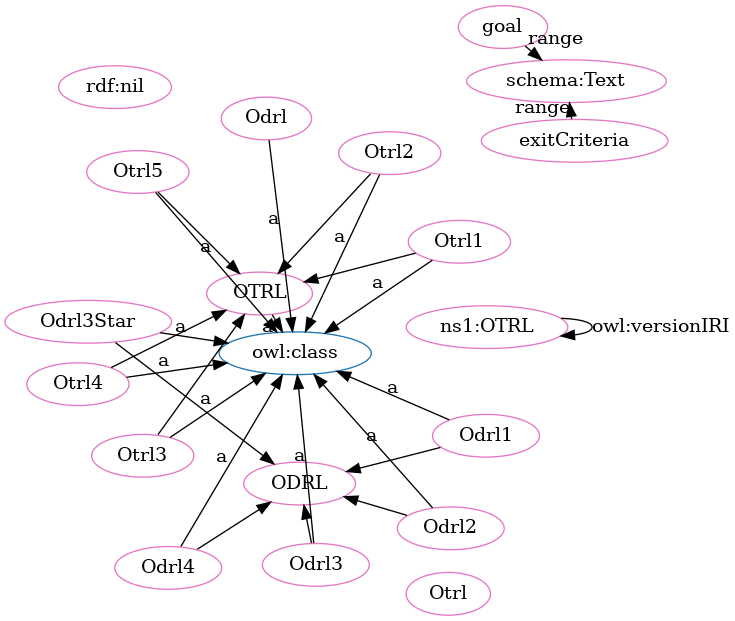 goal
range
schema:Text
rdf:nil
range
Odrl
exitCriteria
Otrl2
Otrl5
a
a
a
Otrl1
a
OTRL
Odrl3Star
a
a
ns1:OTRL
owl:versionIRI
owl:class
a
Otrl4
a
a
Odrl1
a
Otrl3
a
a
ODRL
Odrl2
Odrl4
Odrl3
Otrl